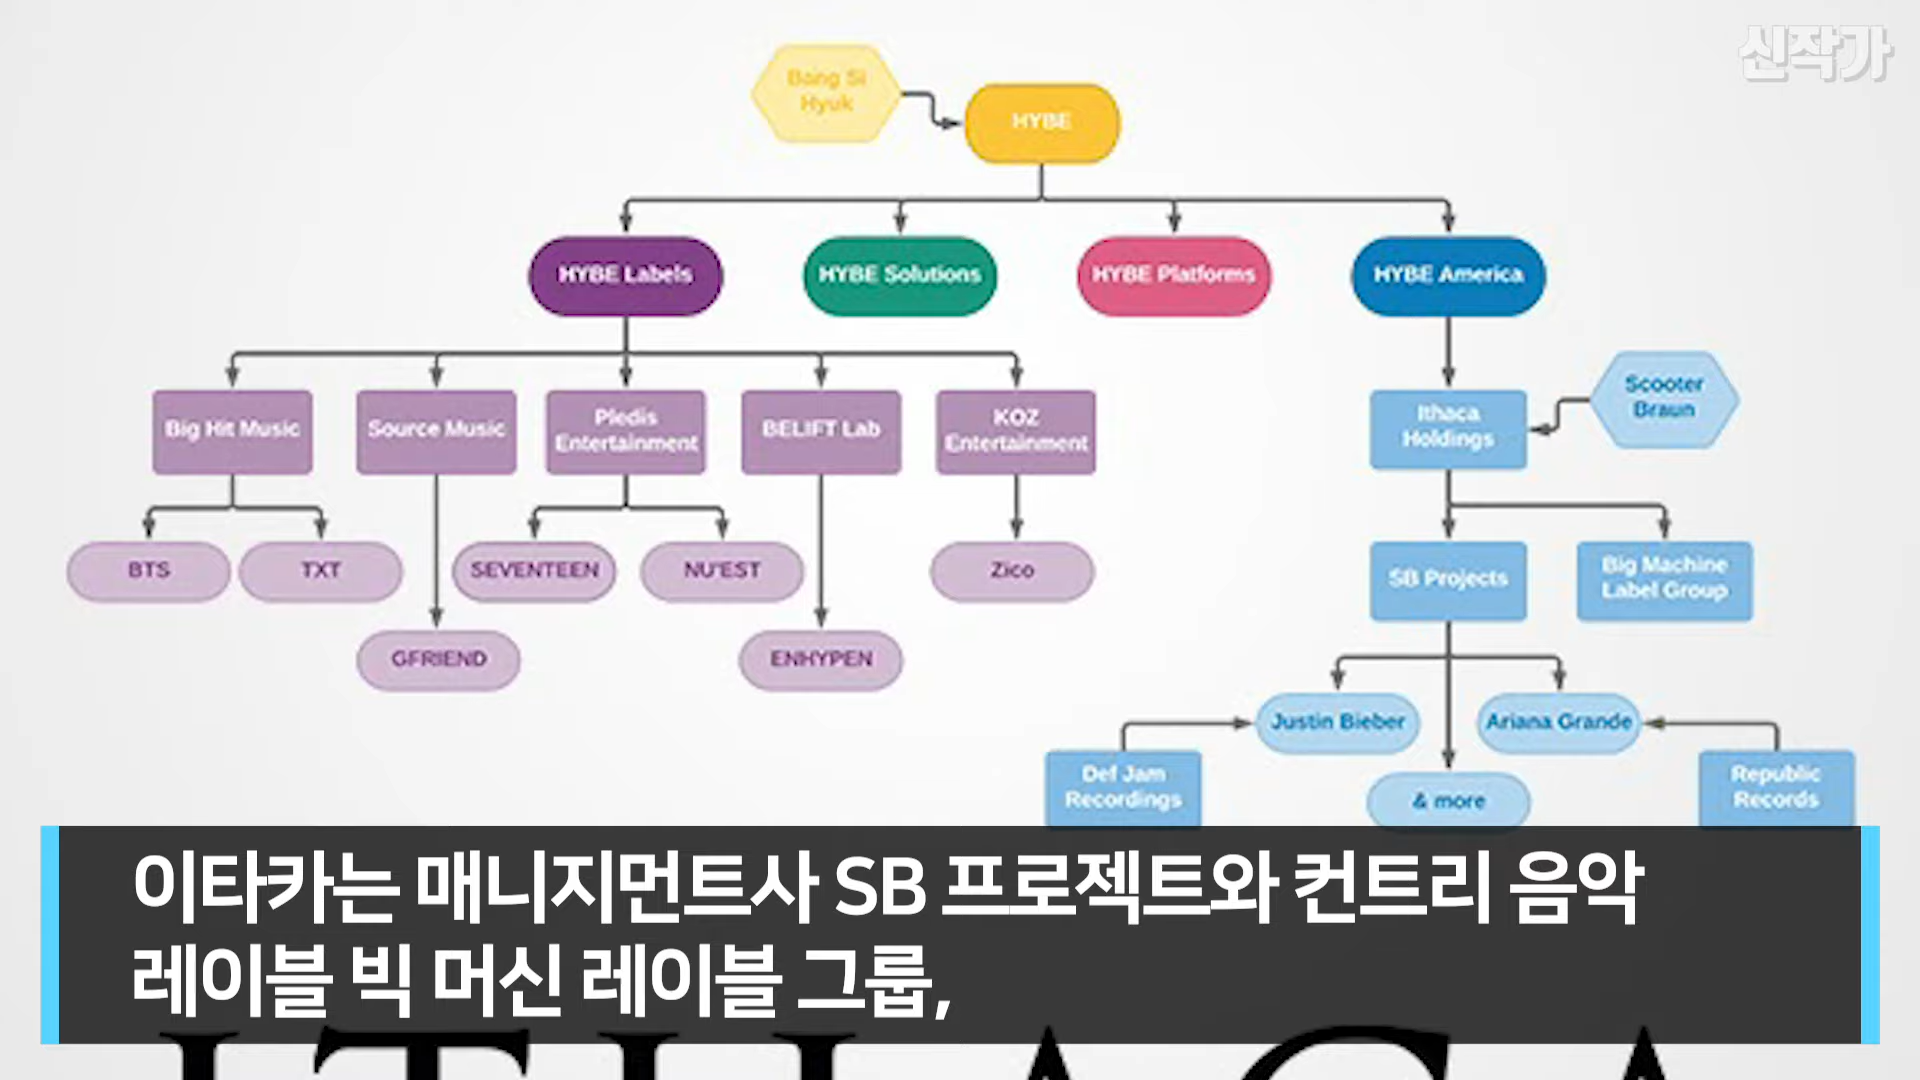 신작가
Bang Si
Hyuk
HYBE
HYBE Labels
HYBE Solutions
HYBE Platforms
HYBE America
Big Hit Music
Source Music
Pledis
Entertainment
BELIFT Lab
KOZ
Entertainment
Ithaca
Holdings
Scooter
Braun
BTS
TXT
SEVENTEEN
NU'EST
Zico
SB Projects
Big Machine
Label Group
GFRIEND
ENHYPEN
Justin Bieber
Ariana Grande
Def Jam
Recordings
& more
Republic
Records
이타카는 매니지먼트사 SB 프로젝트와 컨트리 음악
레이블 빅 머신 레이블 그룹,